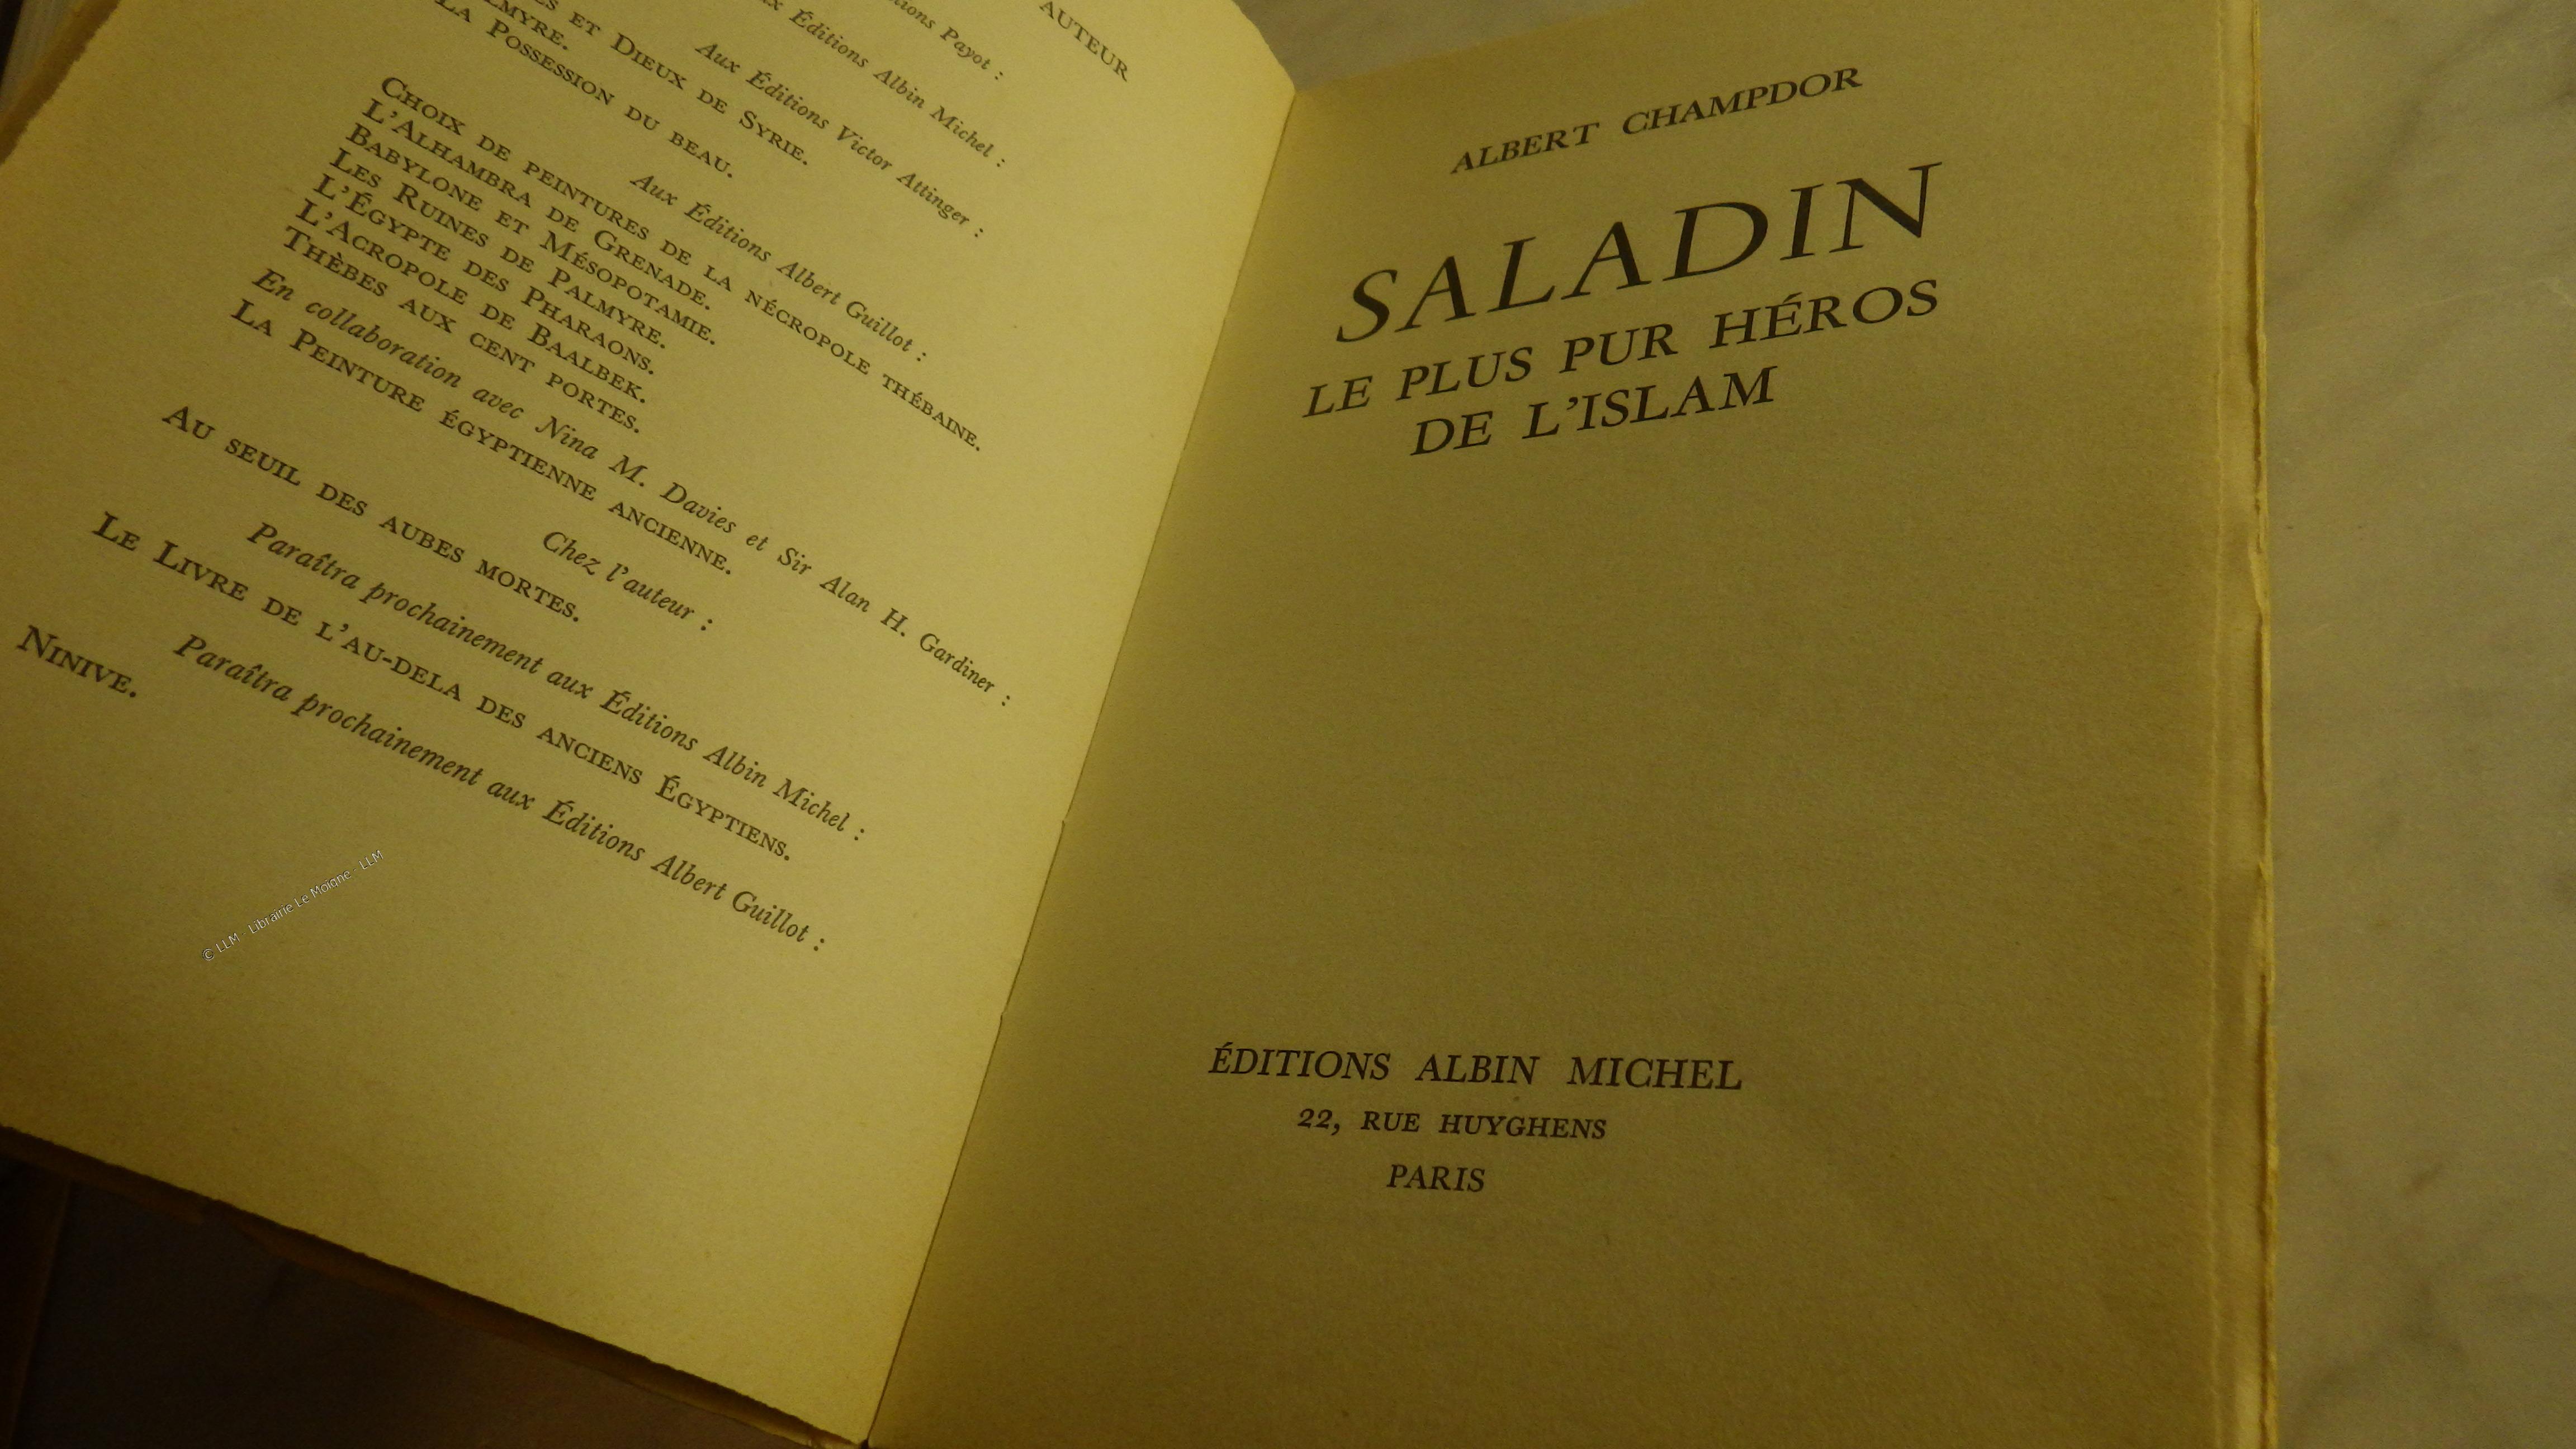 AUTEUR
Payot :
Éditions Albin Michel :
ET DIEUX DE SYRIE.
Aux Éditions Victor Attinger :
LA POSSESSION DU BEAU.
Aux Éditions Albert Guillot :
CHOIX DE PEINTURES DE LA NÉCROPOLE THÉBAINE.
L'ALHAMBRA DE GRENADE.
BABYLONE ET MÉSOPOTAMIE.
LES RUINES DE PALMYRE.
L'ÉGYPTE DES PHARAONS.
L'ACROPOLE DE BAALBEK.
THÈBES AUX CENT PORTES.
En collaboration avec Nina M. Davies et Sir Alan H. Gardiner :
LA PEINTURE ÉGYPTIENNE ANCIENNE.
Chez l'auteur :
AU SEUIL DES AUBES MORTES.
Paraîtra prochainement aux Éditions Albin Michel :
LE LIVRE DE L'AU-DELA DES ANCIENS ÉGYPTIENS.
Paraîtra prochainement aux Éditions Albert Guillot :
NINIVE.
© LLM - Librairie Le Moigne - LLM
ALBERT CHAMPDOR
SALADIN
LE PLUS PUR HÉROS
DE L'ISLAM
ÉDITIONS ALBIN MICHEL
22, RUE HUYGHENS
PARIS